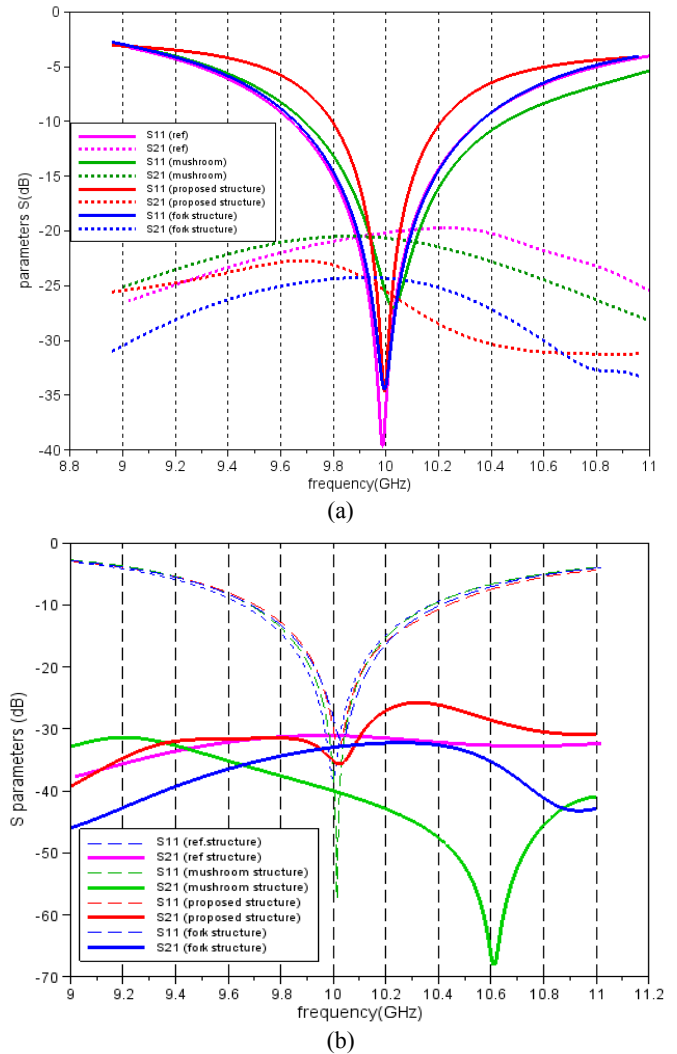 0
-5
-10
-15
-20
-25
-30
-35
-40
parameters S(dB)
S11 (ref)
S21 (ref)
S11 (mushroom)
S21 (mushroom)
S11 (proposed structure)
S21 (proposed structure)
S11 (fork structure)
S21 (fork structure)
8.8 9 9.2 9.4 9.6 9.8 10 10.2 10.4 10.6 10.8 11
frequency(GHz)
(a)
0
-10
-20
-30
-40
-50
-60
-70
S parameters (dB)
S11 (ref.structure)
S21 (ref structure)
S11 (mushroom structure)
S21 (mushroom structure)
S11 (proposed structure)
S21 (proposed structure)
S11 (fork structure)
S21 (fork structure)
9 9.2 9.4 9.6 9.8 10 10.2 10.4 10.6 10.8 11 11.2
frequency(GHz)
(b)